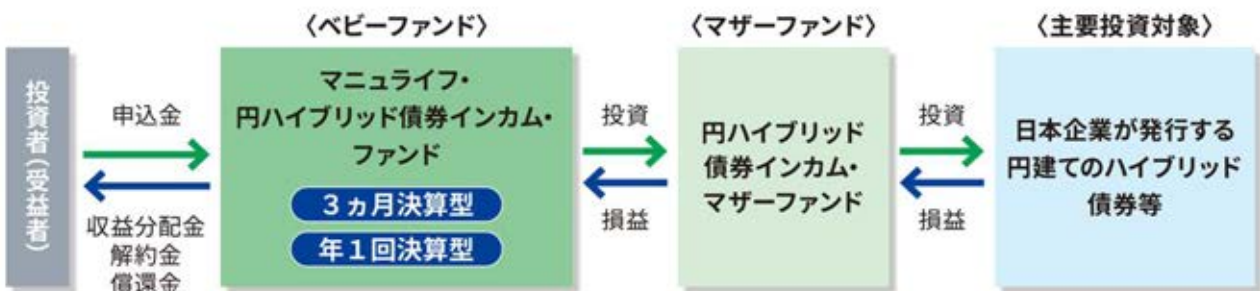 〈ベビーファンド〉
〈マザーファンド〉
〈主要投資対象〉
投資者(受益者)
申込金
収益分配金
解約金
償還金
マニュライフ・
円ハイブリッド債券インカム・
ファンド
3ヵ月決算型
年1回決算型
投資
損益
円ハイブリッド
債券インカム・
マザーファンド
投資
損益
日本企業が発行する
円建てのハイブリッド
債券等